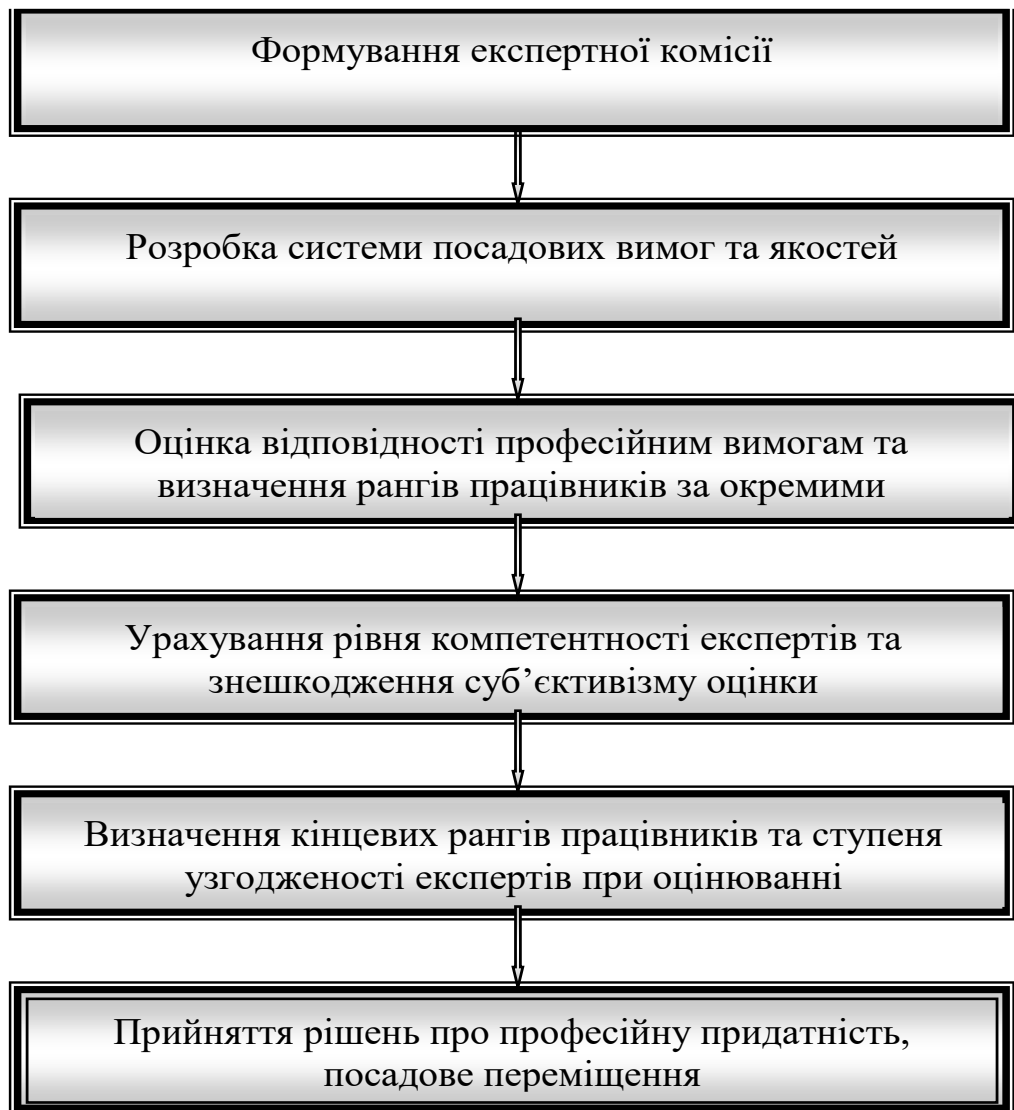 Формування експертної комісії
Розробка системи посадових вимог та якостей
Оцінка відповідності професійним вимогам та
визначення рангів працівників за окремими
Урахування рівня компетентності експертів та
знешкодження суб’єктивізму оцінки
Визначення кінцевих рангів працівників та ступеня
узгодженості експертів при оцінюванні
Прийняття рішень про професійну придатність,
посадове переміщення